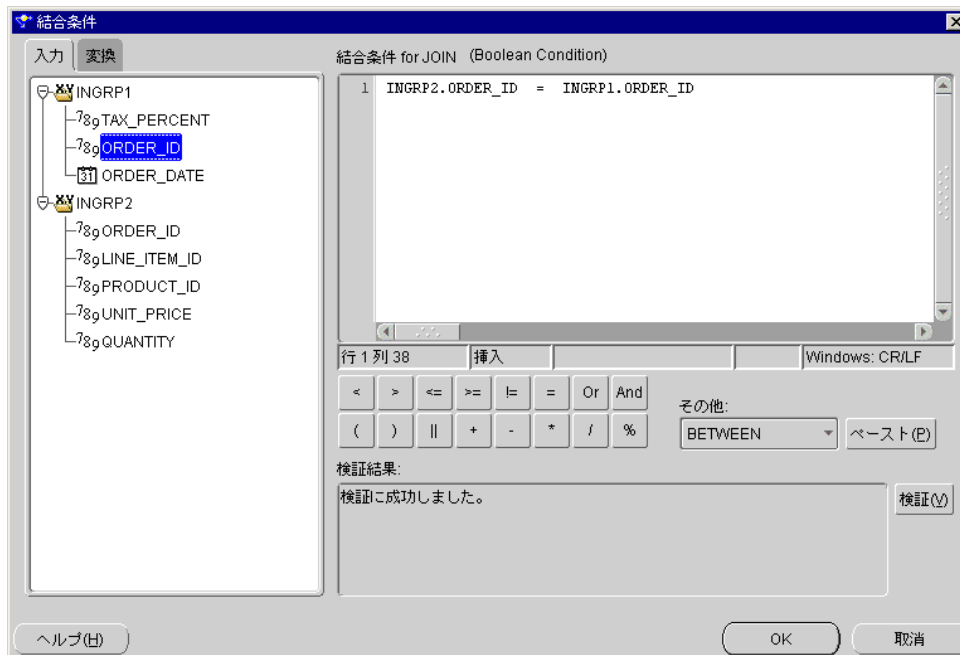 結合条件
入力 変換
INGRP1
TAX_PERCENT
ORDER_ID
ORDER_DATE
INGRP2
ORDER_ID
LINE_ITEM_ID
PRODUCT_ID
UNIT_PRICE
QUANTITY
結合条件 for JOIN (Boolean Condition)
1 INGRP2.ORDER_ID = INGRP1.ORDER_ID
行 1 列 38 挿入 Windows: CR/LF
< > <= >= != = Or And
( ) || + - * / %
その他:
BETWEEN ペースト(P)
検証結果:
検証に成功しました。
検証(V)
ヘルプ(H) OK 取消